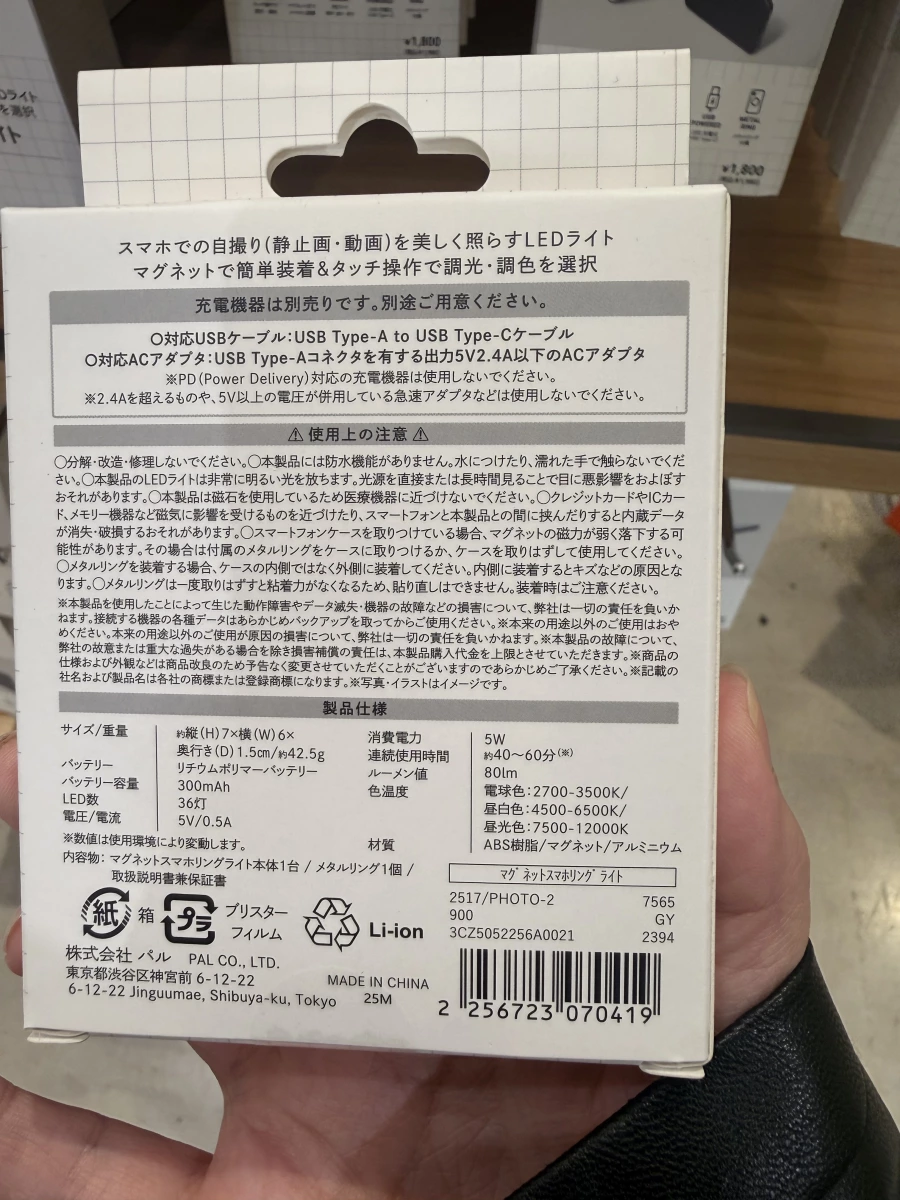 ¥1,800
USB
POWERED
METAL
RING
¥1,800
スマホでの自撮り(静止画・動画)を美しく照らすLEDライト
マグネットで簡単装着&タッチ操作で調光・調色を選択
充電機器は別売りです。別途ご用意ください。
○対応USBケーブル：USB Type-A to USB Type-Cケーブル
○対応ACアダプタ：USB Type-Aコネクタを有する出力5V2.4A以下のACアダプタ
※PD(Power Delivery)対応の充電機器は使用しないでください。
※2.4Aを超えるものや、5V以上の電圧が併用している急速アダプタなどは使用しないでください。
⚠使用上の注意⚠
○分解・改造・修理しないでください。○本製品には防水機能がありません。水につけたり、濡れた手で触らないでくだ
さい。○本製品のLEDライトは非常に明るい光を放ちます。光源を直接または長時間見ることで目に悪影響をおよぼす
おそれがあります。○本製品は磁石を使用しているため医療機器に近づけないでください。○クレジットカードやICカー
ド、メモリー機器など磁気に影響を受けるものを近づけたり、スマートフォンと本製品との間に挟んだりすると内蔵データ
が消失・破損するおそれがあります。○スマートフォンケースを取りつけている場合、マグネットの磁力が弱く落下する可
能性があります。その場合は付属のメタルリングをケースに取りつけるか、ケースを取りはずして使用してください。
○メタルリングを装着する場合、ケースの内側ではなく外側に装着してください。内側に装着するとキズなどの原因とな
ります。○メタルリングは一度取りはずすと粘着力がなくなるため、貼り直しはできません。装着時はご注意ください。
※本製品を使用したことによって生じた動作障害やデータ滅失・機器の故障などの損害について、弊社は一切の責任を負いか
ねます。接続する機器の各種データはあらかじめバックアップを取ってからご使用ください。※本来の用途以外のご使用はおや
めください。本来の用途以外のご使用が原因の損害について、弊社は一切の責任を負いかねます。※本製品の故障について、
弊社の故意または重大な過失がある場合を除き損害補償の責任は、本製品購入代金を上限とさせていただきます。※商品の
仕様および外観などは商品改良のため予告なく変更させていただくことがございますのであらかじめご了承ください。※記載の
社名および製品名は各社の商標または登録商標になります。※写真・イラストはイメージです。
製品仕様
サイズ/重量 約縦(H)7×横(W)6×
奥行き(D)1.5cm/約42.5g
バッテリー リチウムポリマーバッテリー
バッテリー容量 300mAh
LED数 36灯
電圧/電流 5V/0.5A
※数値は使用環境により変動します。
消費電力 5W
連続使用時間 約40〜60分(※)
ルーメン値 80lm
色温度 電球色：2700-3500K/
昼白色：4500-6500K/
昼光色：7500-12000K
材質 ABS樹脂/マグネット/アルミニウム
内容物：マグネットスマホリングライト本体1台 / メタルリング1個 /
取扱説明書兼保証書
マグネットスマホリングライト
2517/PHOTO-2 7565
900 GY
3CZ5052256A0021 2394
紙 箱 プラ ブリスター
フィルム
Li-ion
株式会社 パル PAL CO., LTD.
東京都渋谷区神宮前 6-12-22
6-12-22 Jinguumae, Shibuya-ku, Tokyo
MADE IN CHINA
25M
2 256723 070419